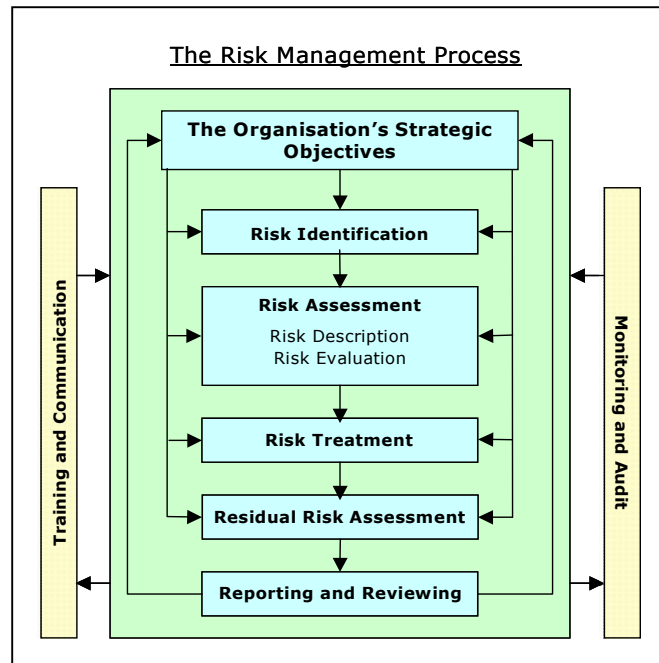 The Risk Management Process
The Organisation’s Strategic
Objectives
Risk Identification
Risk Assessment
Risk Description
Risk Evaluation
Risk Treatment
Residual Risk Assessment
Reporting and Reviewing
Training and Communication
Monitoring and Audit